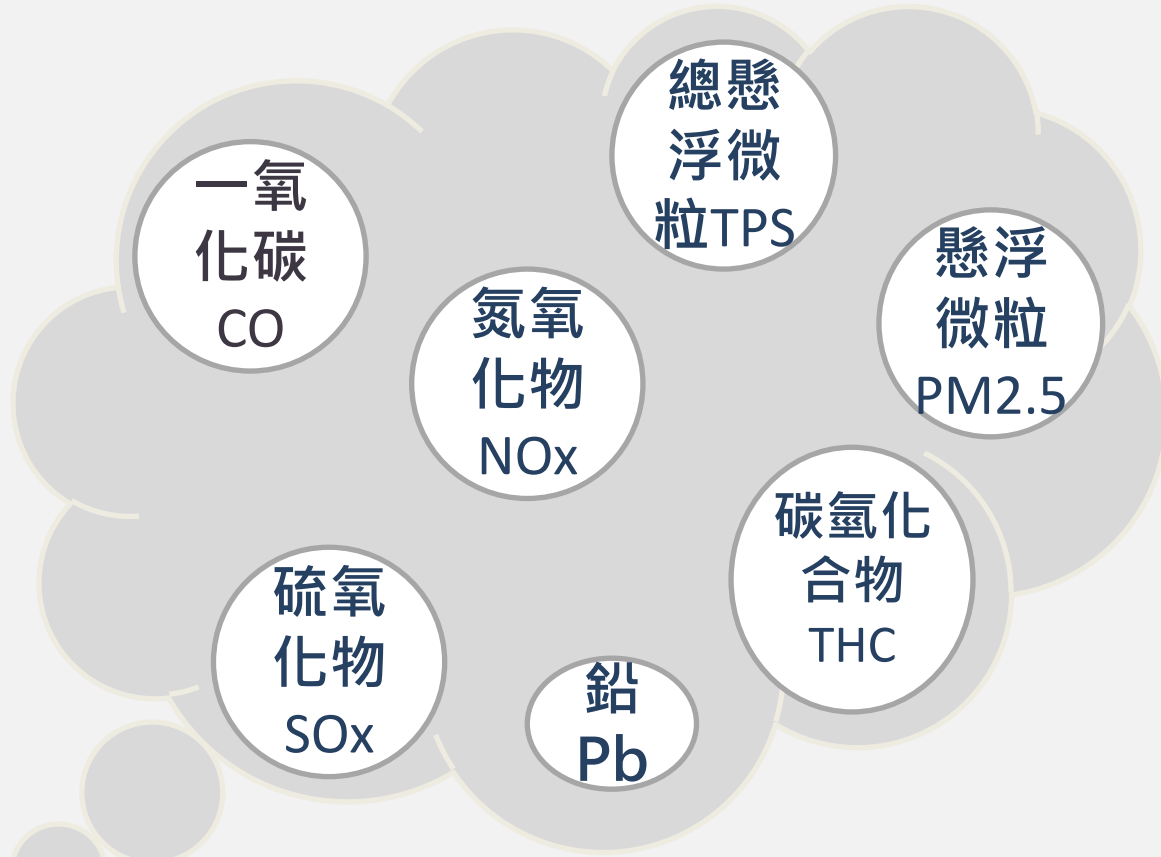 總懸
浮微
粒TPS
一氧
化碳
CO
懸浮
微粒
PM2.5
氮氧
化物
NOx
碳氫化
合物
THC
硫氧
化物
SOx
鉛
Pb